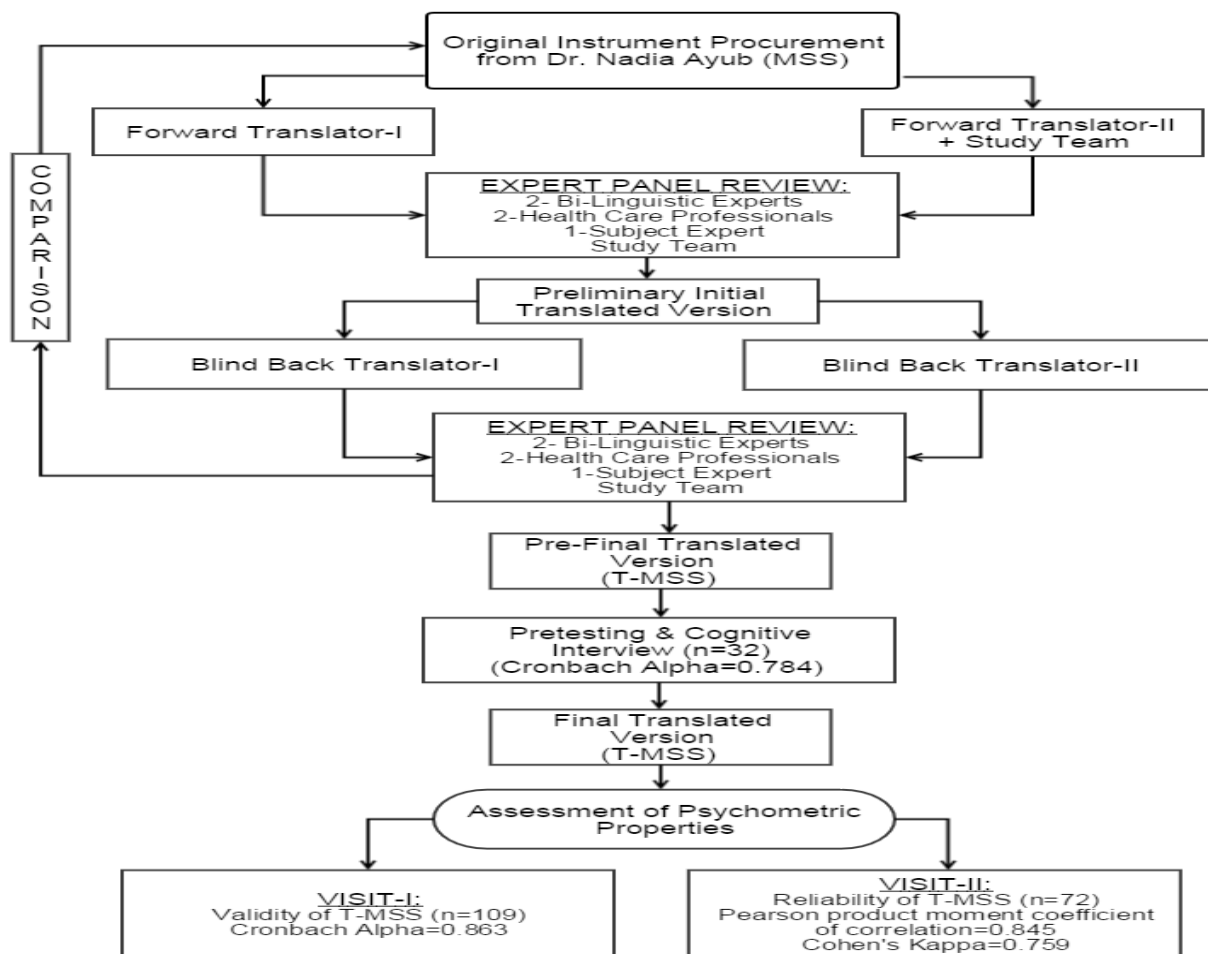 Original Instrument Procurement
from Dr. Nadia Ayub (MSS)
Forward Translator-I
Forward Translator-II
+ Study Team
COMPARISON
EXPERT PANEL REVIEW:
2- Bi-Linguistic Experts
2-Health Care Professionals
1-Subject Expert
Study Team
Preliminary Initial
Translated Version
Blind Back Translator-I
Blind Back Translator-II
EXPERT PANEL REVIEW:
2- Bi-Linguistic Experts
2-Health Care Professionals
1-Subject Expert
Study Team
Pre-Final Translated
Version
(T-MSS)
Pretesting & Cognitive
Interview (n=32)
(Cronbach Alpha=0.784)
Final Translated
Version
(T-MSS)
Assessment of Psychometric
Properties
VISIT-I:
Validity of T-MSS (n=109)
Cronbach Alpha=0.863
VISIT-II:
Reliability of T-MSS (n=72)
Pearson product moment coefficient
of correlation=0.845
Cohen's Kappa=0.759